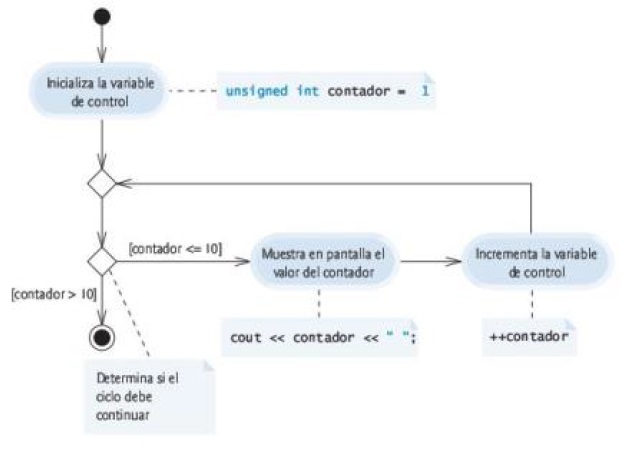 Inicializa la variable
de control
unsigned int contador = 1
[contador <= 10]
Muestra en pantalla el
valor del contador
Incrementa la variable
de control
[contador > 10]
cout << contador << " ";
++contador
Determina si el
ciclo debe
continuar